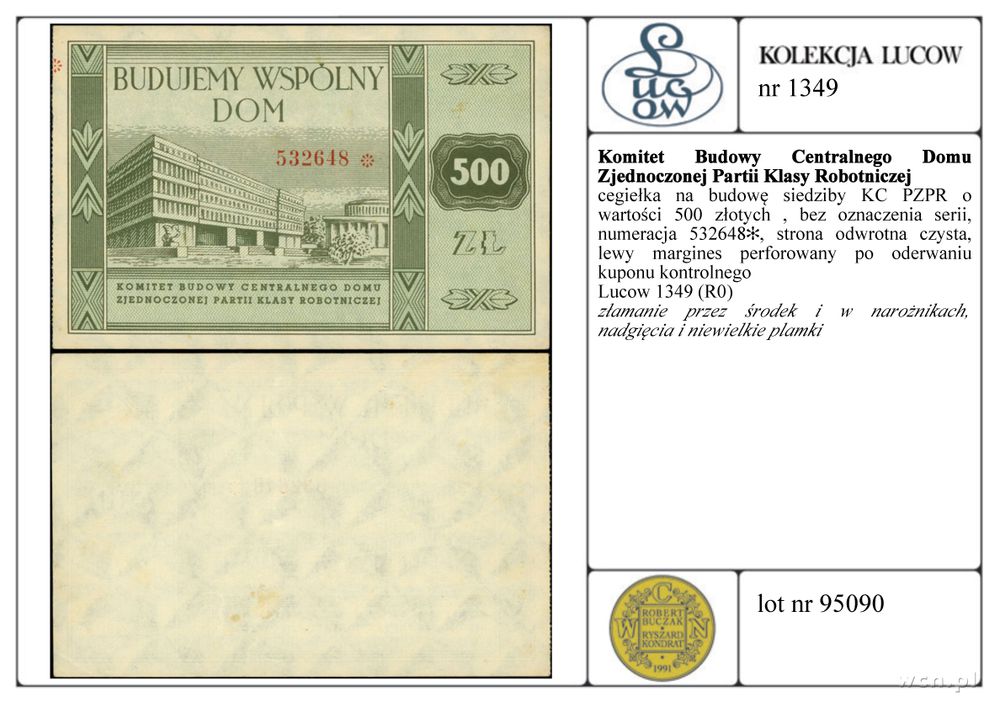 BUDUJEMY WSPÓLNY
DOM
532648 *
500
ZŁ
KOMITET BUDOWY CENTRALNEGO DOMU
ZJEDNOCZONEJ PARTII KLASY ROBOTNICZEJ
Lucow
KOLEKCJA LUCOW
nr 1349
Komitet Budowy Centralnego Domu
Zjednoczonej Partii Klasy Robotniczej
cegiełka na budowę siedziby KC PZPR o
wartości 500 złotych , bez oznaczenia serii,
numeracja 532648✻, strona odwrotna czysta,
lewy margines perforowany po oderwaniu
kuponu kontrolnego
Lucow 1349 (R0)
złamanie przez środek i w narożnikach,
nadgięcia i niewielkie plamki
WCN
ROBERT
BUCZAK
RYSZARD
KONDRAT
1991
lot nr 95090
wcn.pl